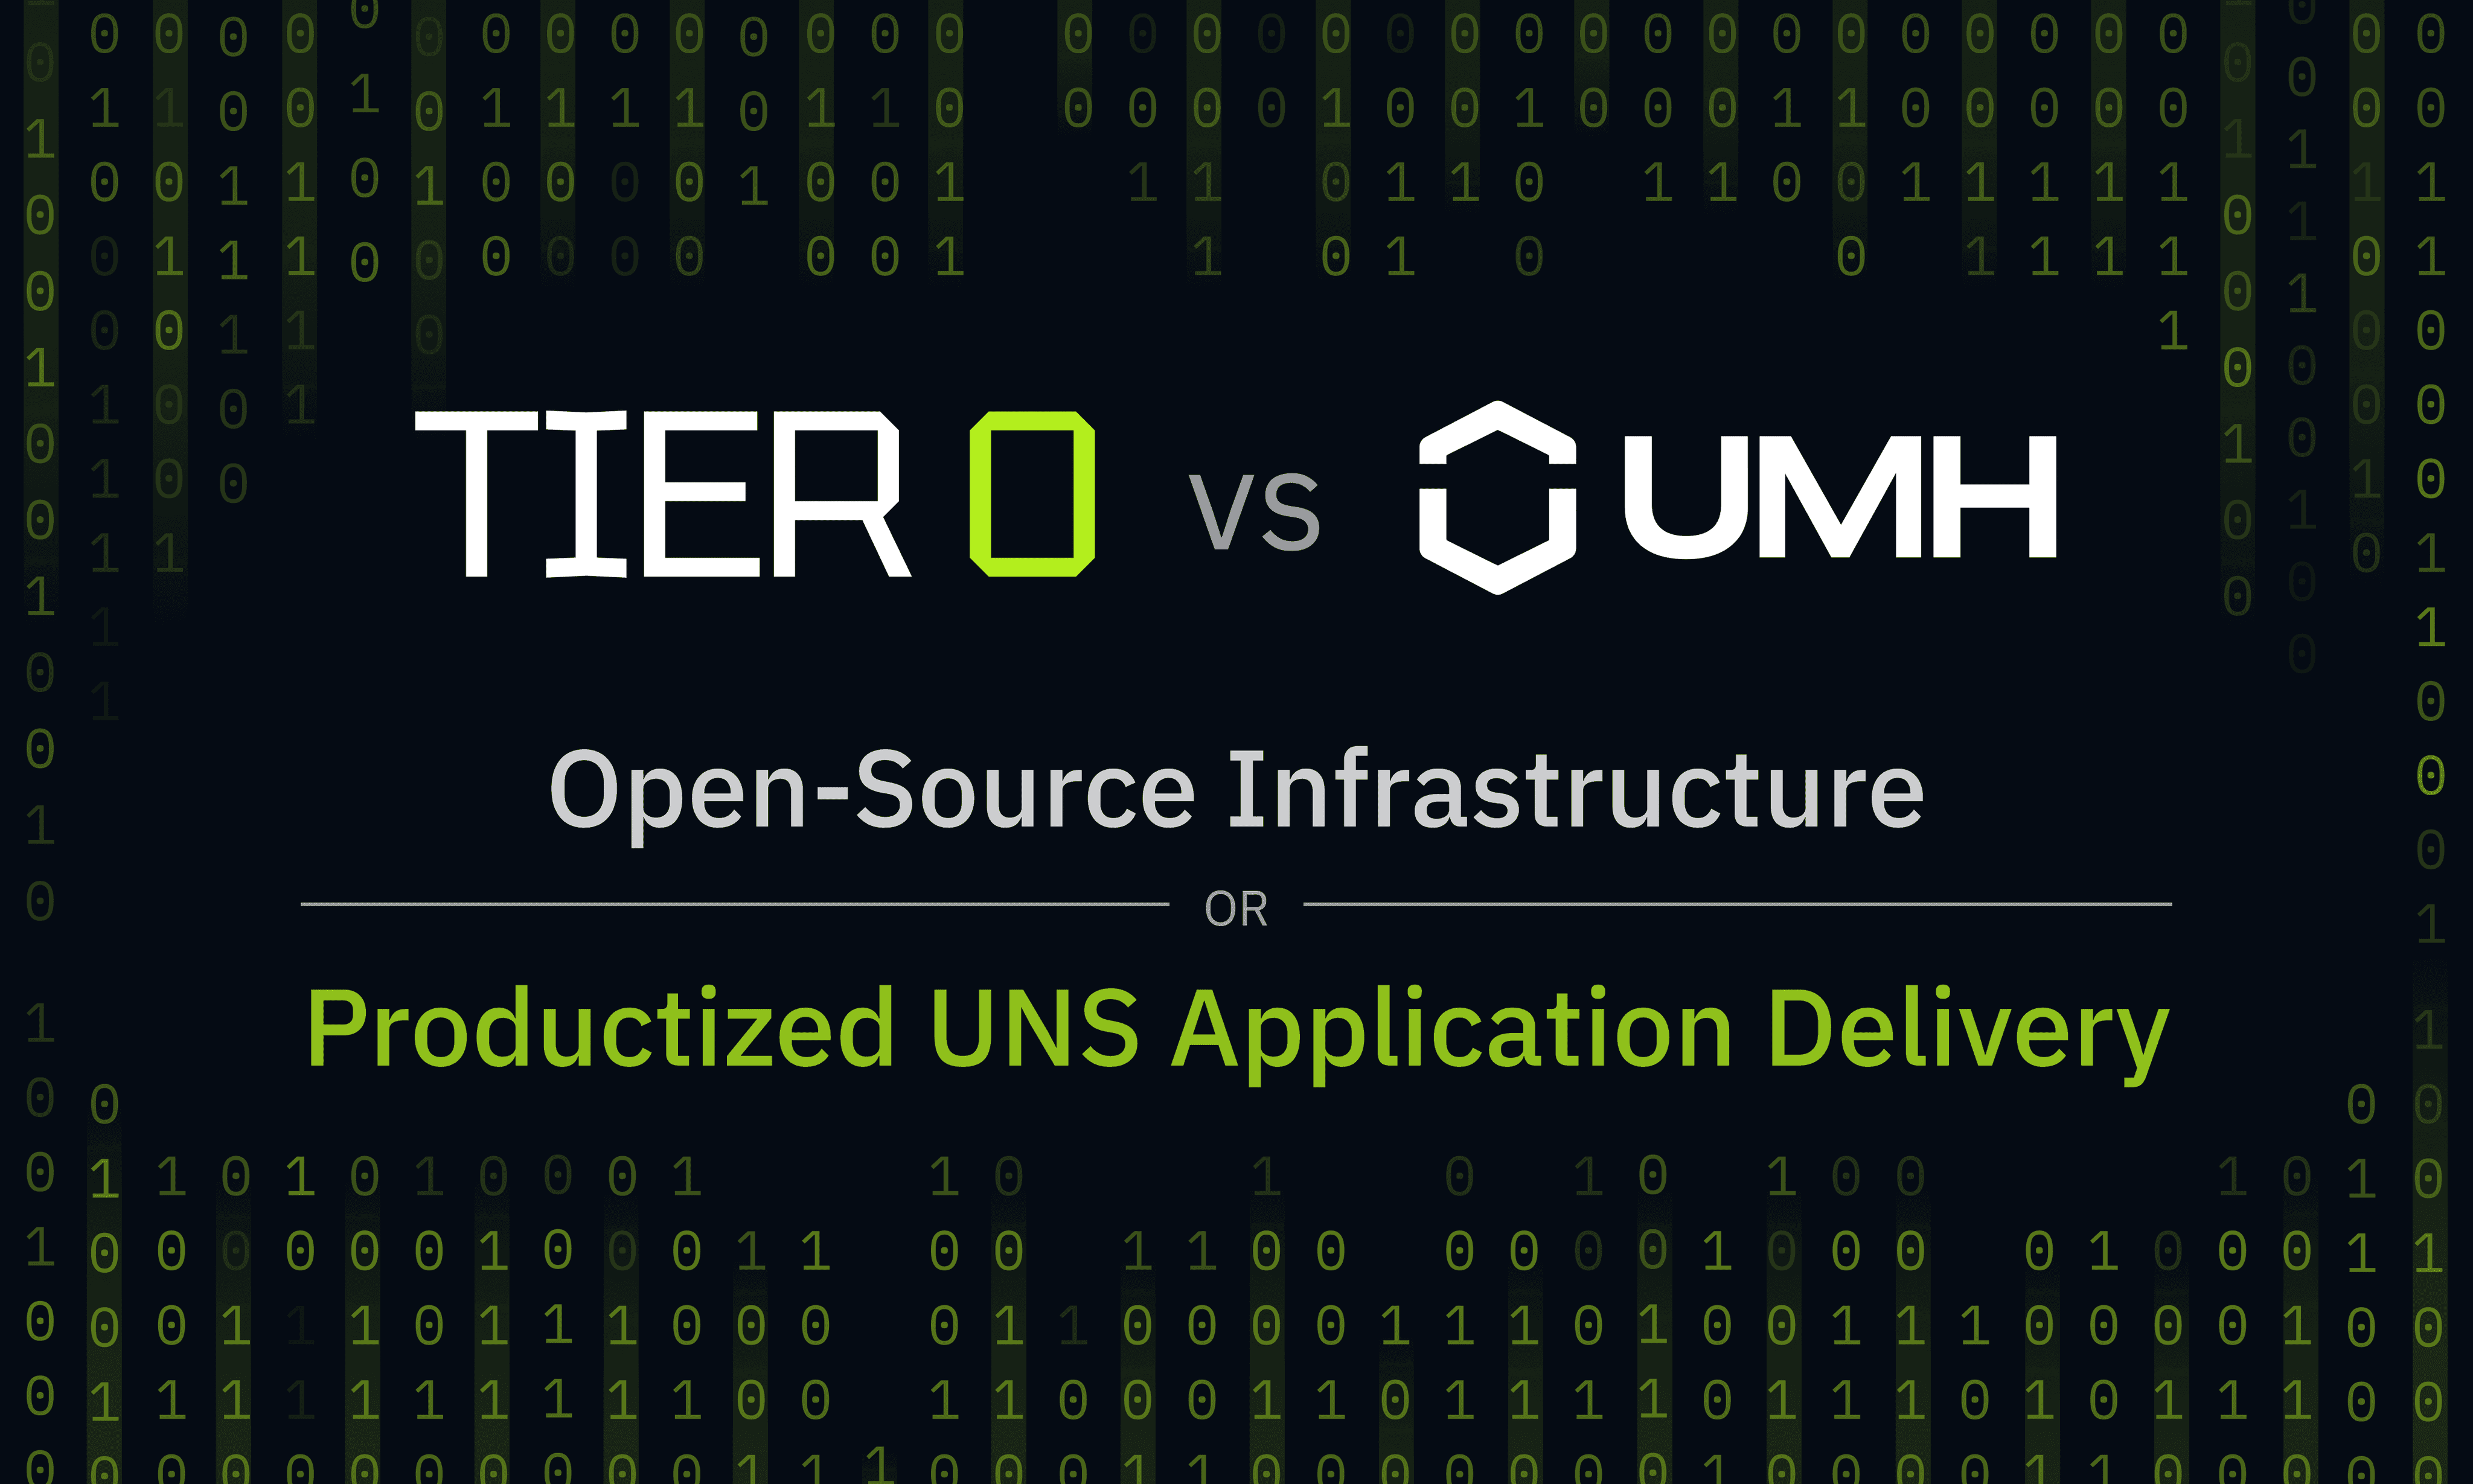 TIER 0 vs UMH
Open-Source Infrastructure
OR
Productized UNS Application Delivery